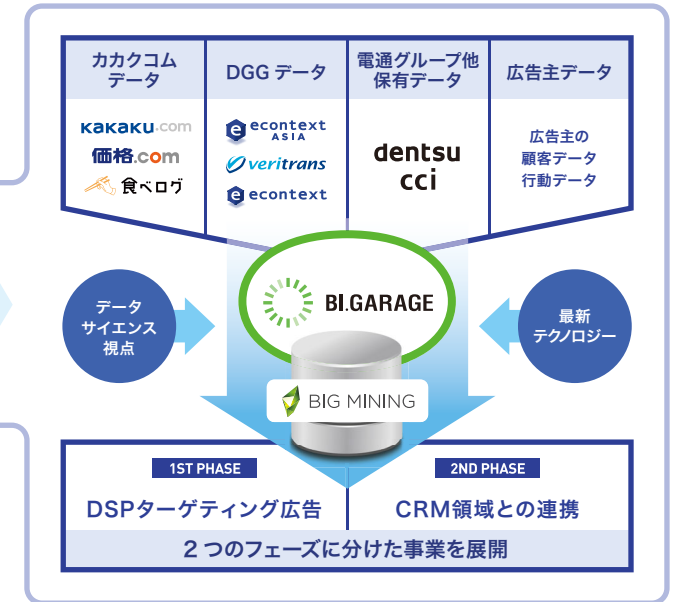 カカクコム
データ
DGG データ
電通グループ他
保有データ
広告主データ
KAKAKU.com
価格.com
食べログ
econtext
ASIA
veritrans
econtext
dentsu
cci
広告主の
顧客データ
行動データ
データ
サイエンス
視点
BI.GARAGE
最新
テクノロジー
BIG MINING
1ST PHASE
DSPターゲティング広告
2ND PHASE
CRM領域との連携
2つのフェーズに分けた事業を展開